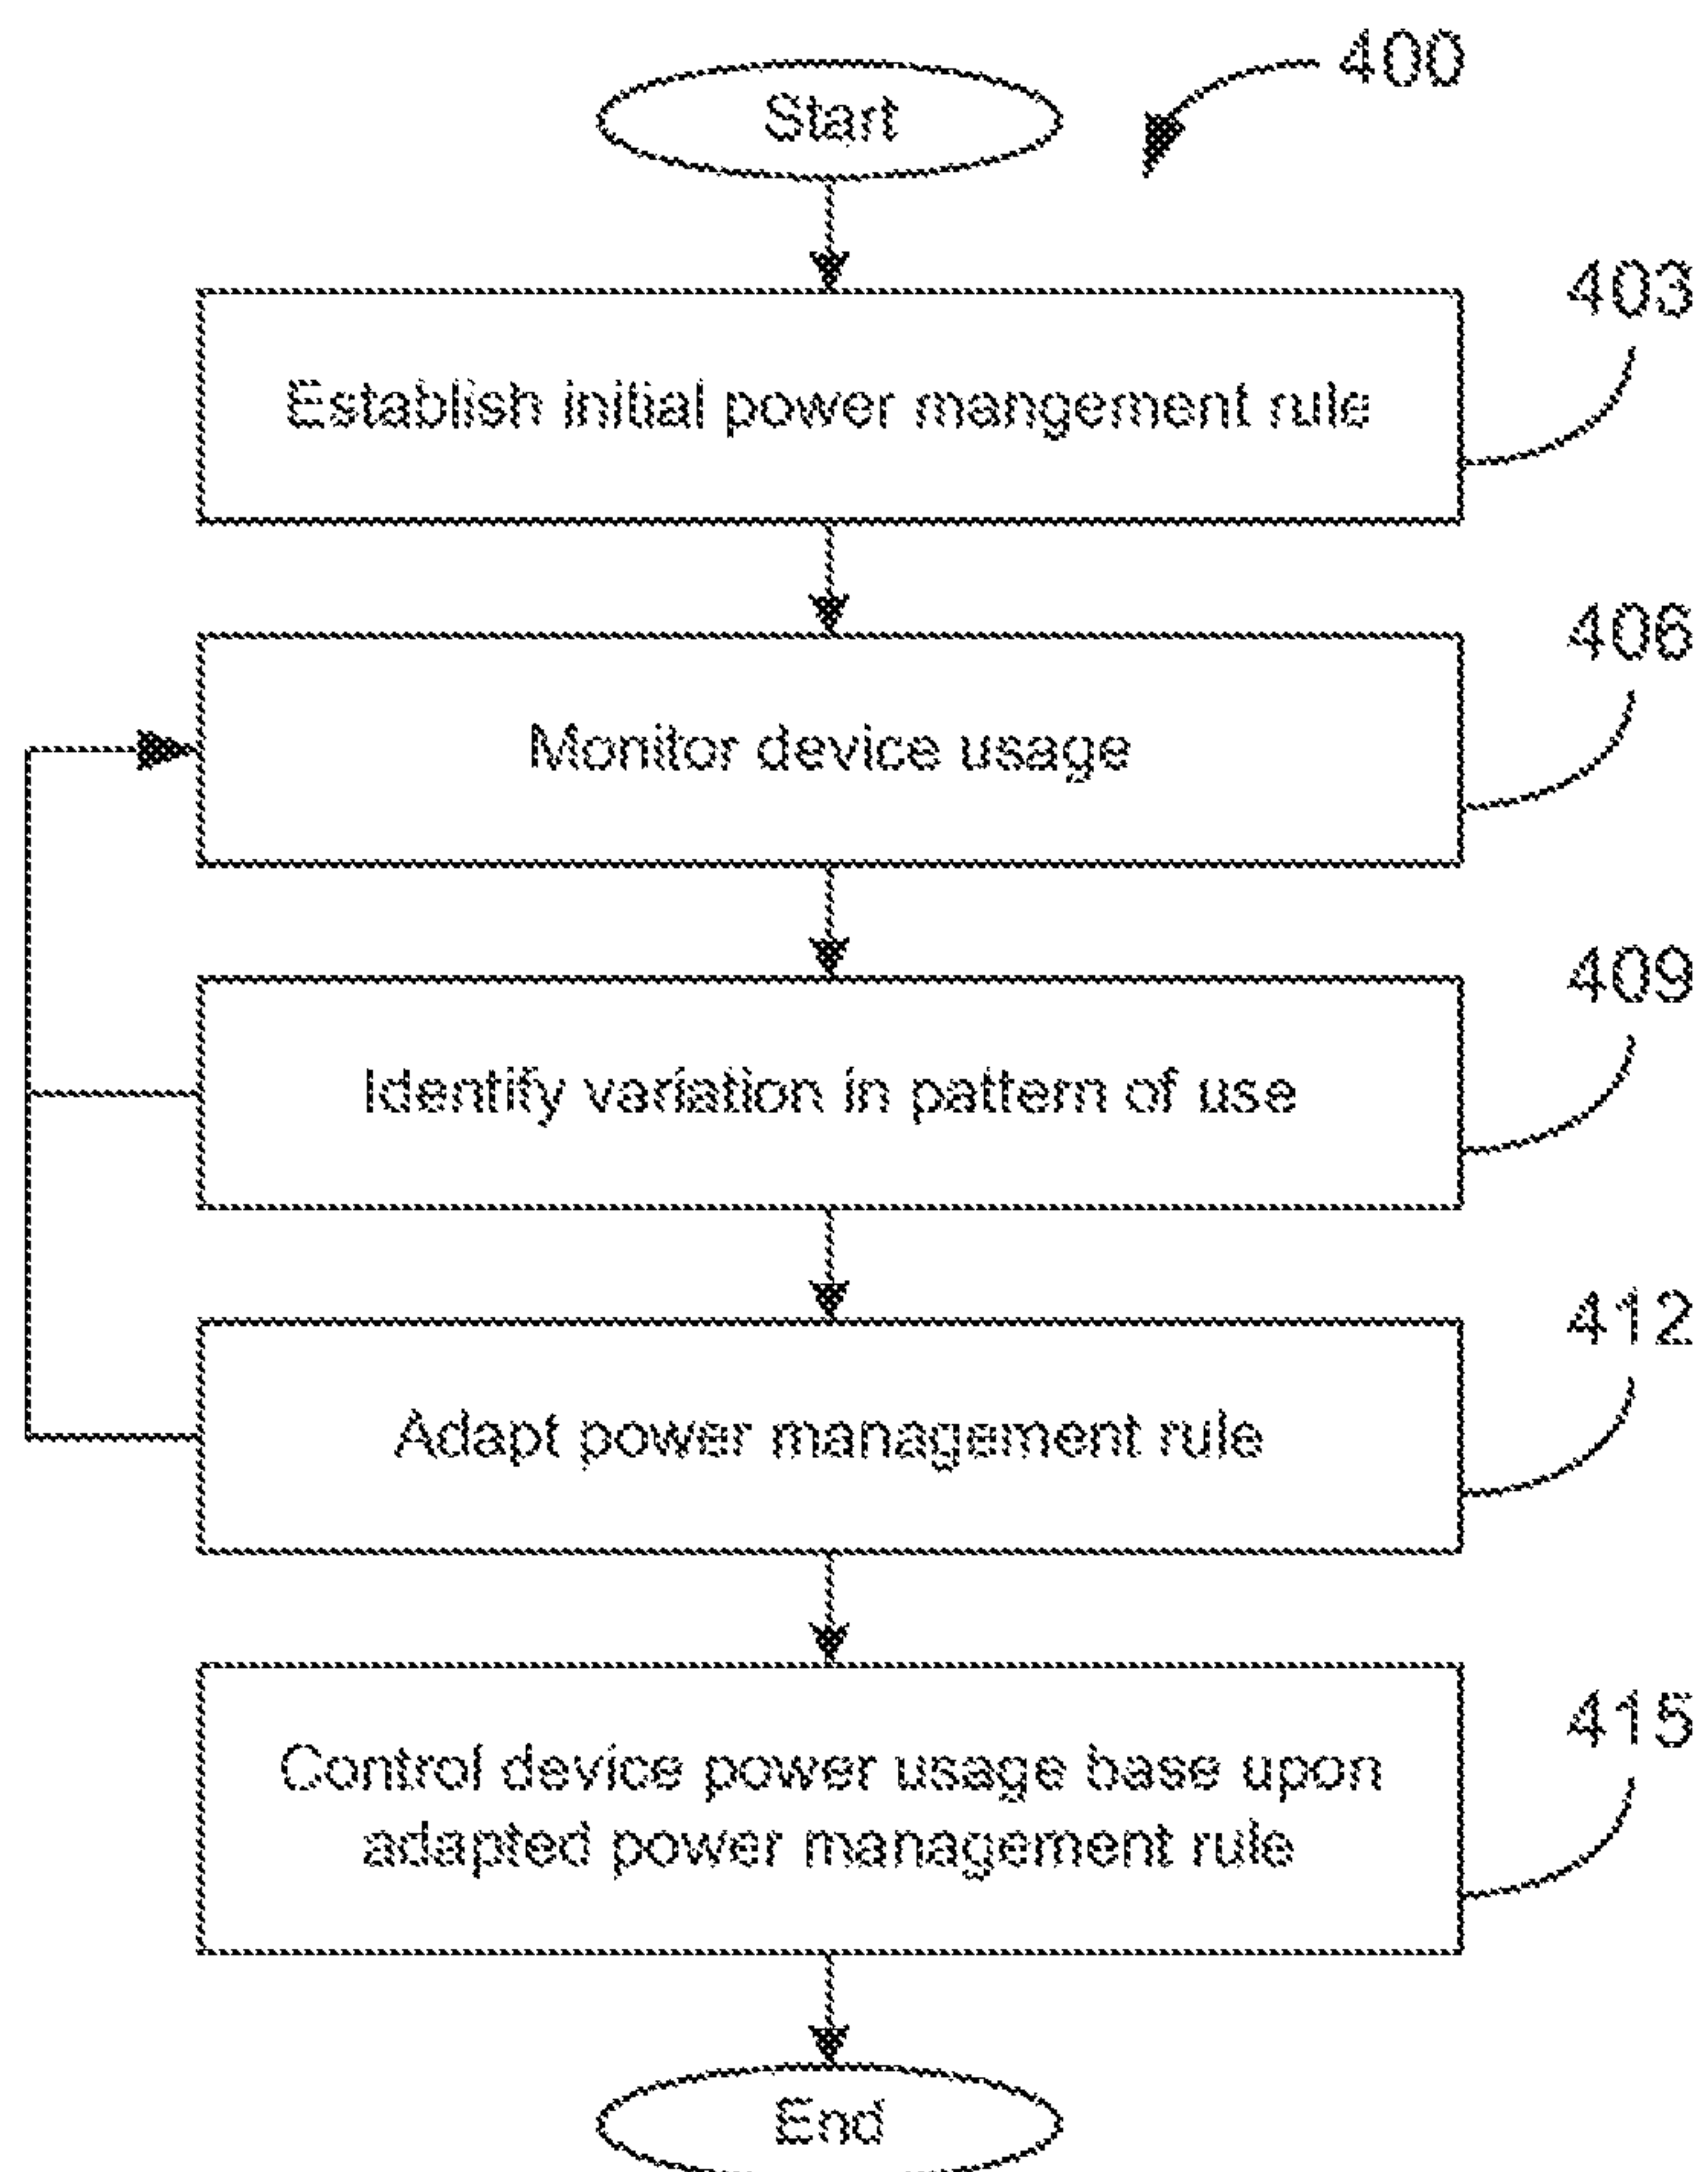 400
Start
403
Establish initial power mangement rule
406
Monitor device usage
409
Identify variation in pattern of use
412
Adapt power management rule
415
Control device power usage base upon
adapted power management rule
End